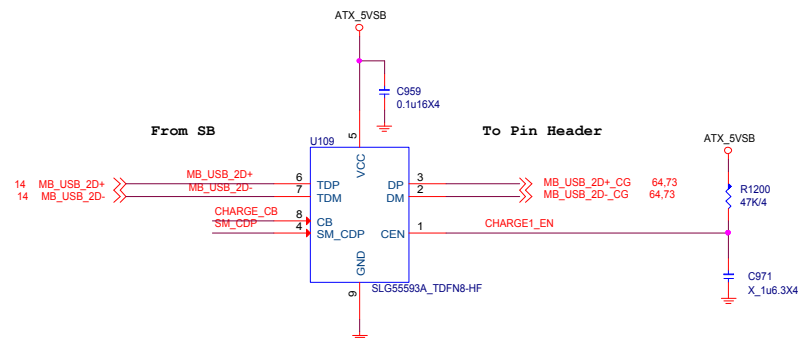 ATX_5VSB
C959
0.1u16X4
From SB
To Pin Header
ATX_5VSB
U109
5
VCC
14 MB_USB_2D+
MB_USB_2D+
6
TDP
DP
3
MB_USB_2D+_CG 64,73
14 MB_USB_2D-
MB_USB_2D-
7
TDM
DM
2
MB_USB_2D-_CG 64,73
R1200
47K/4
CHARGE_CB
8
CB
SM_CDP
4
SM_CDP
CEN
1
CHARGE1_EN
GND
9
SLG55593A_TDFN8-HF
C971
X_1u6.3X4